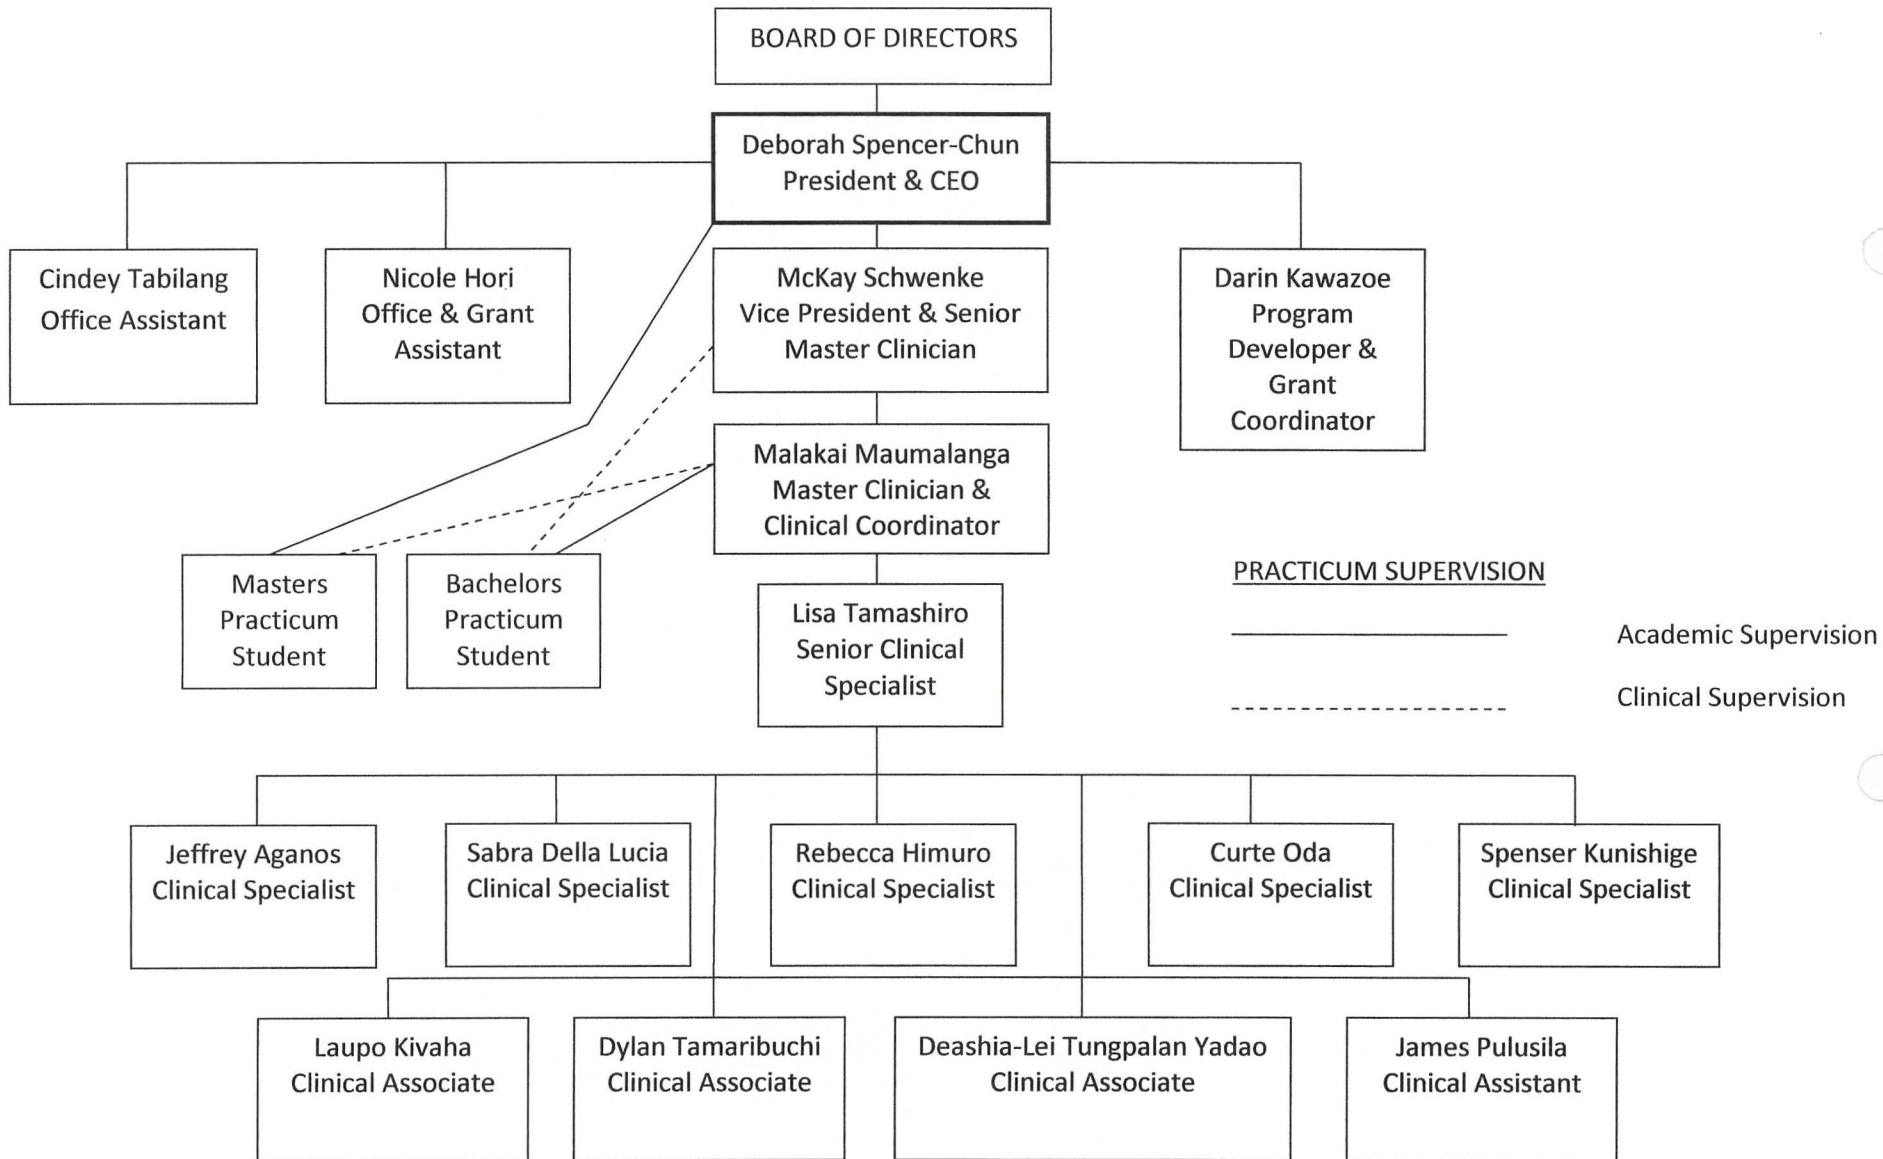 BOARD OF DIRECTORS
Deborah Spencer-Chun
President & CEO
Cindey Tabilang
Office Assistant
Nicole Hori
Office & Grant
Assistant
McKay Schwenke
Vice President & Senior
Master Clinician
Darin Kawazoe
Program
Developer &
Grant
Coordinator
Malakai Maumalanga
Master Clinician &
Clinical Coordinator
Masters
Practicum
Student
Bachelors
Practicum
Student
Lisa Tamashiro
Senior Clinical
Specialist
PRACTICUM SUPERVISION
Academic Supervision
Clinical Supervision
Jeffrey Aganos
Clinical Specialist
Sabra Della Lucia
Clinical Specialist
Rebecca Himuro
Clinical Specialist
Curte Oda
Clinical Specialist
Spenser Kunishige
Clinical Specialist
Laupo Kivaha
Clinical Associate
Dylan Tamaribuchi
Clinical Associate
Deashia-Lei Tungpalan Yadao
Clinical Associate
James Pulusila
Clinical Assistant